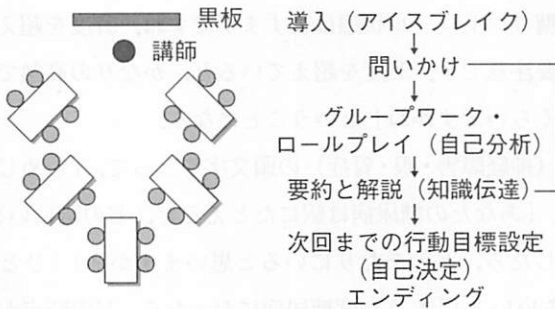 黒板
講師
導入（アイスブレイク）
問いかけ
グループワーク・
ロールプレイ（自己分析）
要約と解説（知識伝達）
次回までの行動目標設定
（自己決定）
エンディング